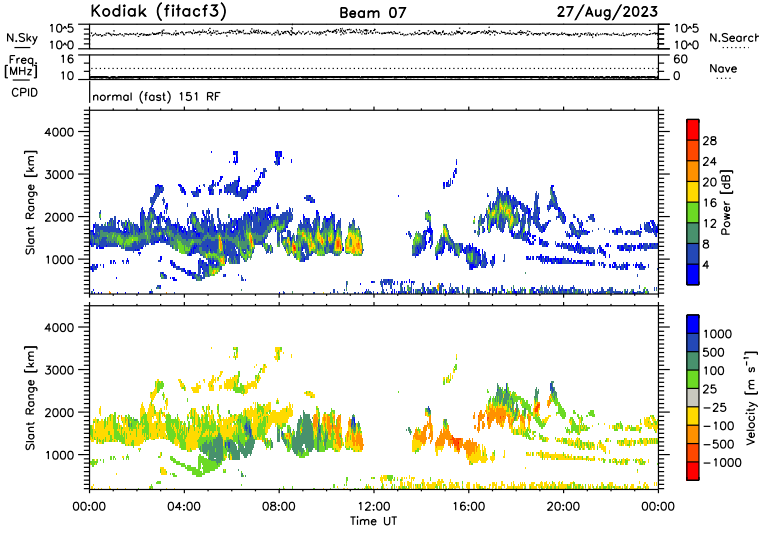 Kodiak (fitacf3) Beam 07 27/Aug/2023
N.Sky 10^5 10^0 10^5 10^0 N.Search
Freq. [MHz] 16 10 60 0 Nave
CPID normal (fast) 151 RF
Slant Range [km] 4000 3000 2000 1000
Power [dB] 28 24 20 16 12 8 4
Slant Range [km] 4000 3000 2000 1000
Velocity [m s⁻¹] 1000 500 100 25 −25 −100 −500 −1000
00:00 04:00 08:00 12:00 16:00 20:00 00:00
Time UT